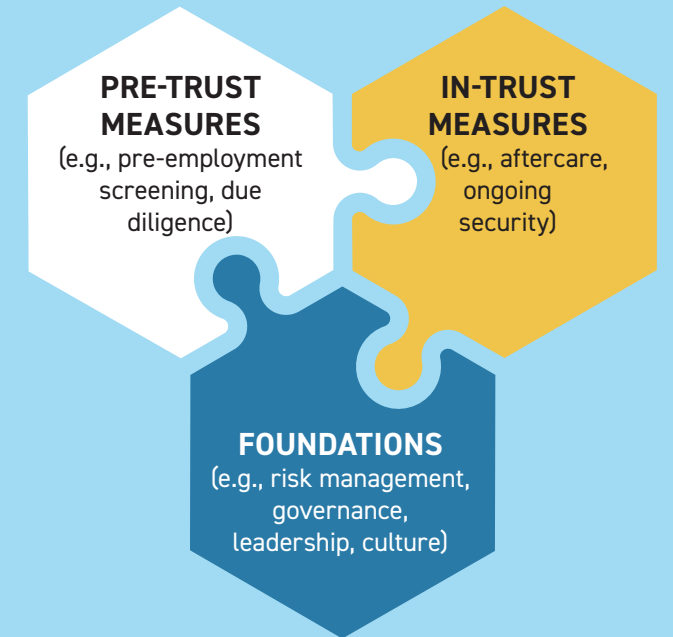 PRE-TRUST
MEASURES
(e.g., pre-employment
screening, due
diligence)
IN-TRUST
MEASURES
(e.g., aftercare,
ongoing
security)
FOUNDATIONS
(e.g., risk management,
governance,
leadership, culture)